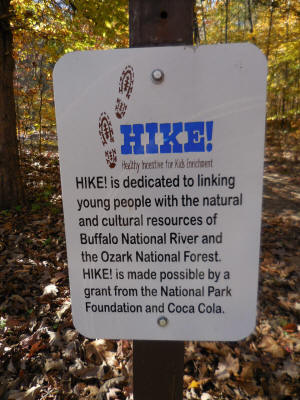 HIKE!
Healthy Incentive for Kids Enrichment
HIKE! is dedicated to linking
young people with the natural
and cultural resources of
Buffalo National River and
the Ozark National Forest.
HIKE! is made possible by a
grant from the National Park
Foundation and Coca Cola.